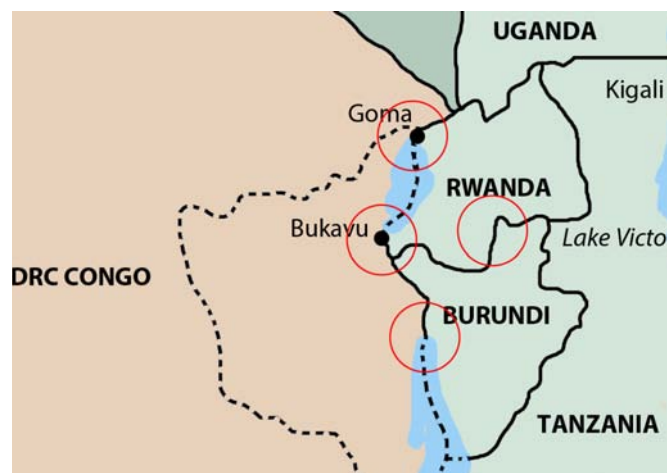 UGANDA
Kigali
Goma
RWANDA
Bukavu
Lake Victo
DRC CONGO
BURUNDI
TANZANIA